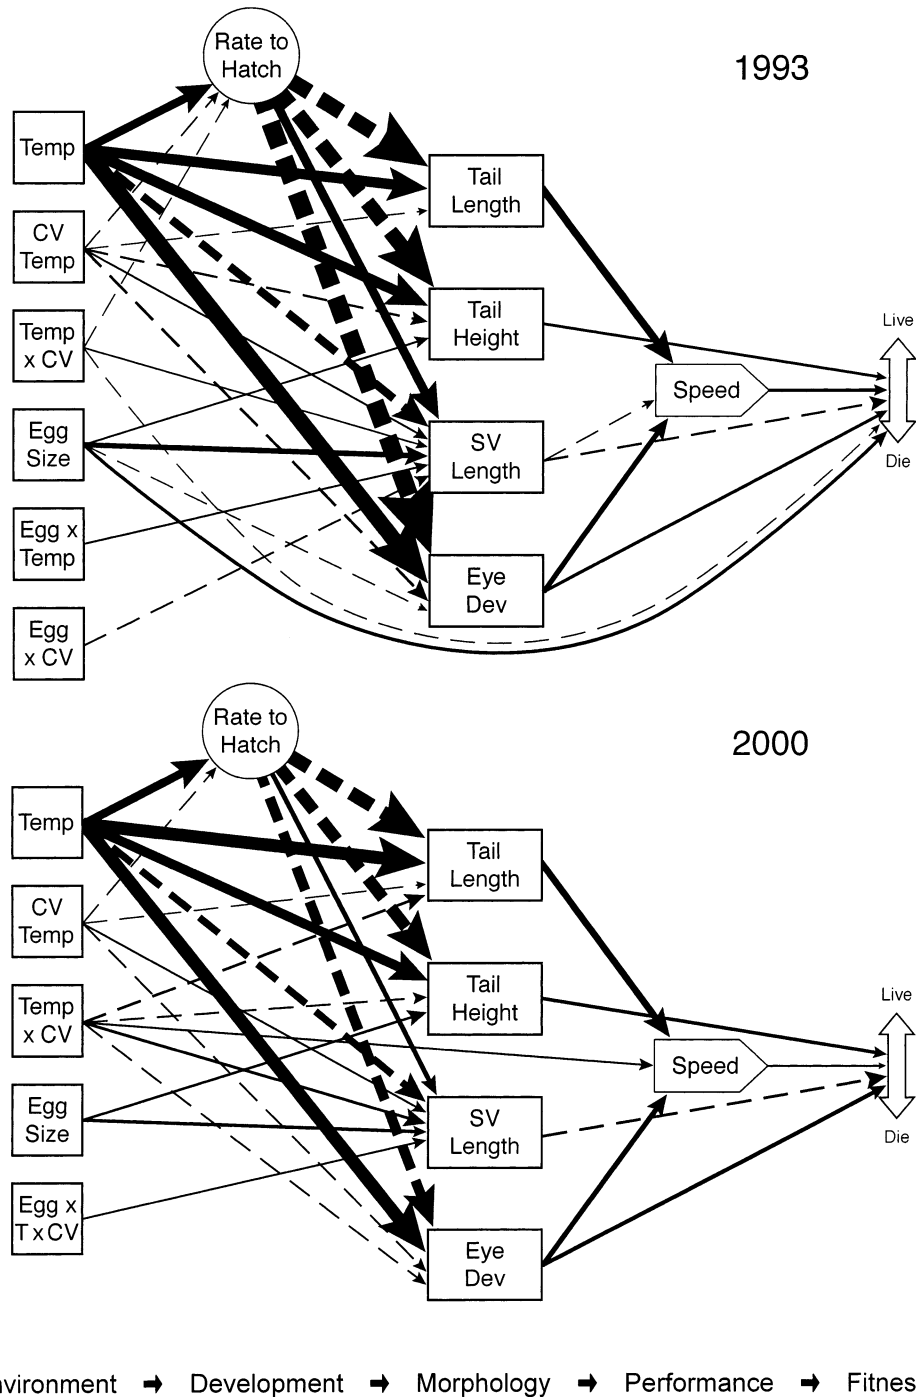 Rate to
Hatch
1993
Temp
Tail
Length
CV
Temp
Tail
Height
Temp
x CV
Live
Speed
Egg
Size
SV
Length
Die
Egg x
Temp
Eye
Dev
Egg
x CV
Rate to
Hatch
2000
Temp
Tail
Length
CV
Temp
Tail
Height
Temp
x CV
Live
Speed
Egg
Size
SV
Length
Die
Egg x
T x CV
Eye
Dev
nvironment → Development → Morphology → Performance → Fitnes